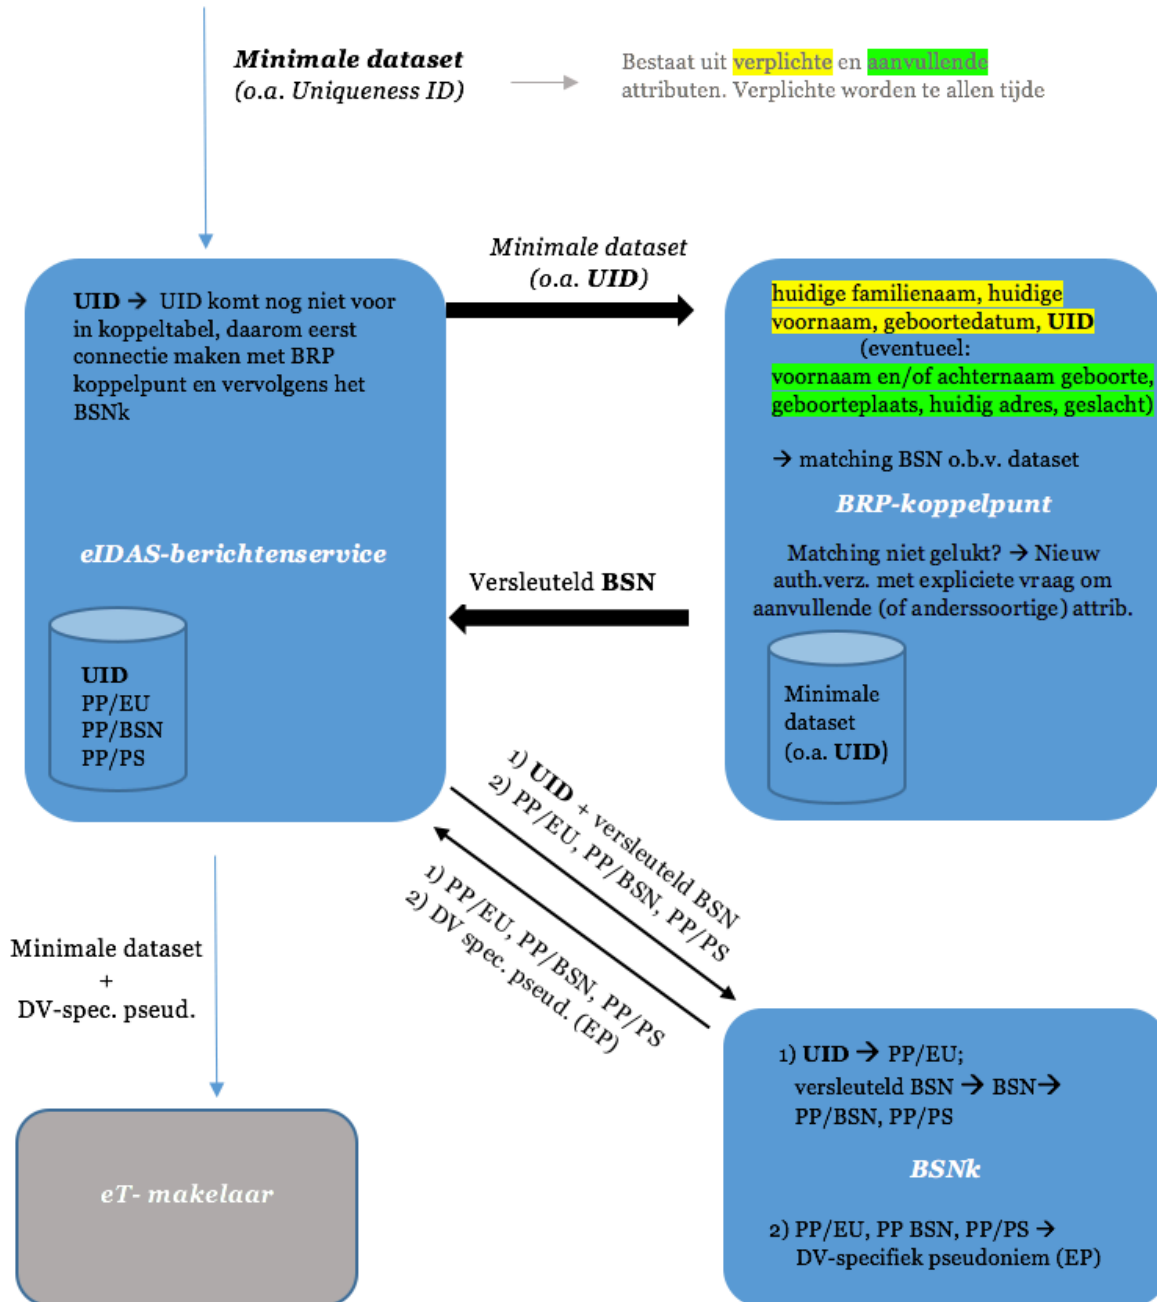 Minimale dataset
(o.a. Uniqueness ID)
Bestaat uit verplichte en aanvullende
attributen. Verplichte worden te allen tijde
Minimale dataset
(o.a. UID)
UID → UID komt nog niet voor
in koppeltabel, daarom eerst
connectie maken met BRP
koppelpunt en vervolgens het
BSNk
eIDAS-berichtenservice
UID
PP/EU
PP/BSN
PP/PS
huidige familienaam, huidige
voornaam, geboortedatum, UID
(eventueel:
voornaam en/of achternaam geboorte,
geboorteplaats, huidig adres, geslacht)
→ matching BSN o.b.v. dataset
BRP-koppelpunt
Matching niet gelukt? → Nieuw
auth.verz. met expliciete vraag om
aanvullende (of anderssoortige) attrib.
Minimale
dataset
(o.a. UID)
Versleuteld BSN
1) UID + versleuteld BSN
2) PP/EU, PP/BSN, PP/PS
1) PP/EU, PP/BSN, PP/PS
2) DV spec. pseud. (EP)
Minimale dataset
+
DV-spec. pseud.
eT- makelaar
1) UID → PP/EU;
versleuteld BSN → BSN→
PP/BSN, PP/PS
BSNk
2) PP/EU, PP BSN, PP/PS →
DV-specifiek pseudoniem (EP)